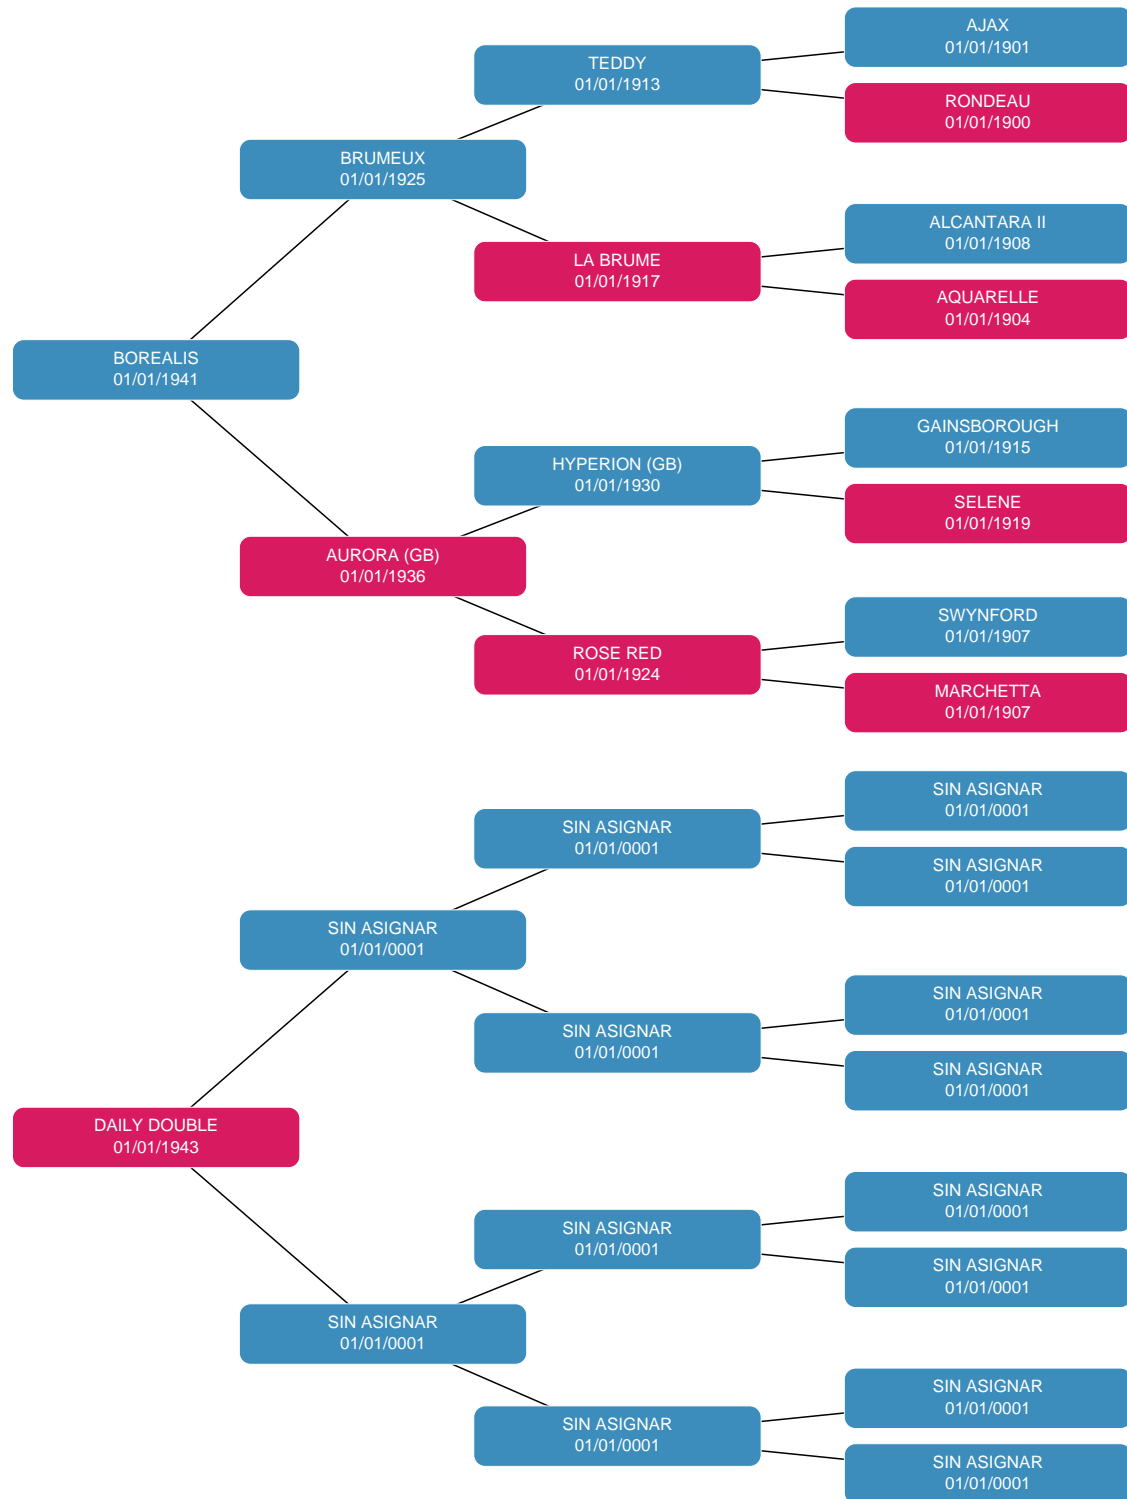 AJAX
01/01/1901
TEDDY
01/01/1913
RONDEAU
01/01/1900
BRUMEUX
01/01/1925
ALCANTARA II
01/01/1908
LA BRUME
01/01/1917
AQUARELLE
01/01/1904
BOREALIS
01/01/1941
GAINSBOROUGH
01/01/1915
HYPERION (GB)
01/01/1930
SELENE
01/01/1919
AURORA (GB)
01/01/1936
SWYNFORD
01/01/1907
ROSE RED
01/01/1924
MARCHETTA
01/01/1907
SIN ASIGNAR
01/01/0001
SIN ASIGNAR
01/01/0001
SIN ASIGNAR
01/01/0001
SIN ASIGNAR
01/01/0001
SIN ASIGNAR
01/01/0001
SIN ASIGNAR
01/01/0001
SIN ASIGNAR
01/01/0001
DAILY DOUBLE
01/01/1943
SIN ASIGNAR
01/01/0001
SIN ASIGNAR
01/01/0001
SIN ASIGNAR
01/01/0001
SIN ASIGNAR
01/01/0001
SIN ASIGNAR
01/01/0001
SIN ASIGNAR
01/01/0001
SIN ASIGNAR
01/01/0001